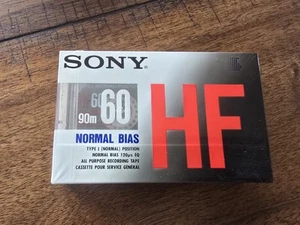 SONY
60
60
90m
HF
NORMAL BIAS
TYPE I (NORMAL) POSITION
NORMAL BIAS 120μs EQ
ALL PURPOSE RECORDING TAPE
CASSETTE POUR SERVICE GENERAL